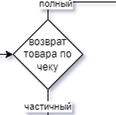 полный
возврат
товара по
чеку
частичный